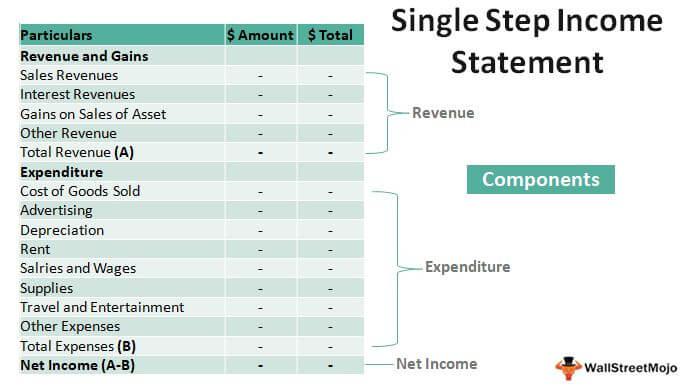 Single Step Income
Statement
Particulars $ Amount $ Total
Revenue and Gains
Sales Revenues - -
Interest Revenues - -
Gains on Sales of Asset - -
Other Revenue - -
Total Revenue (A) - -
Revenue
Expenditure
Cost of Goods Sold - -
Advertising - -
Depreciation - -
Rent - -
Salries and Wages - -
Supplies - -
Travel and Entertainment - -
Other Expenses - -
Total Expenses (B) - -
Expenditure
Net Income (A-B) - -
Net Income
Components
WallStreetMojo